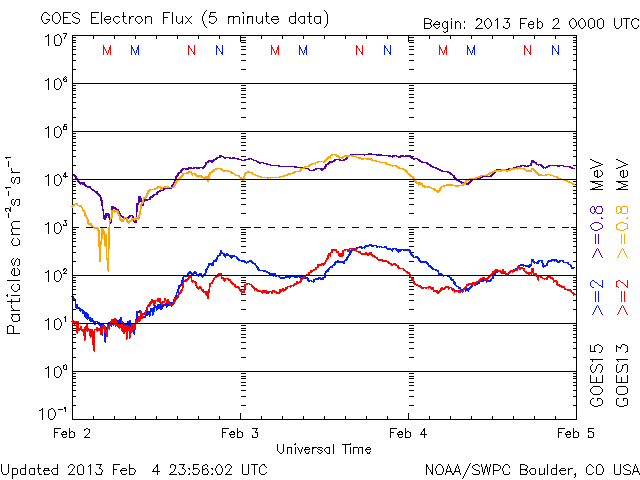 GOES Electron Flux (5 minute data)
Begin: 2013 Feb 2 0000 UTC
M M N N M M N N M M N N
10⁷
10⁶
10⁵
10⁴
10³
10²
10¹
10⁰
10⁻¹
Particles cm⁻²s⁻¹sr⁻¹
Feb 2 Feb 3 Feb 4 Feb 5
Universal Time
GOES15 >=2 >=0.8 MeV
GOES13 >=2 >=0.8 MeV
Updated 2013 Feb 4 23:56:02 UTC
NOAA/SWPC Boulder, CO USA